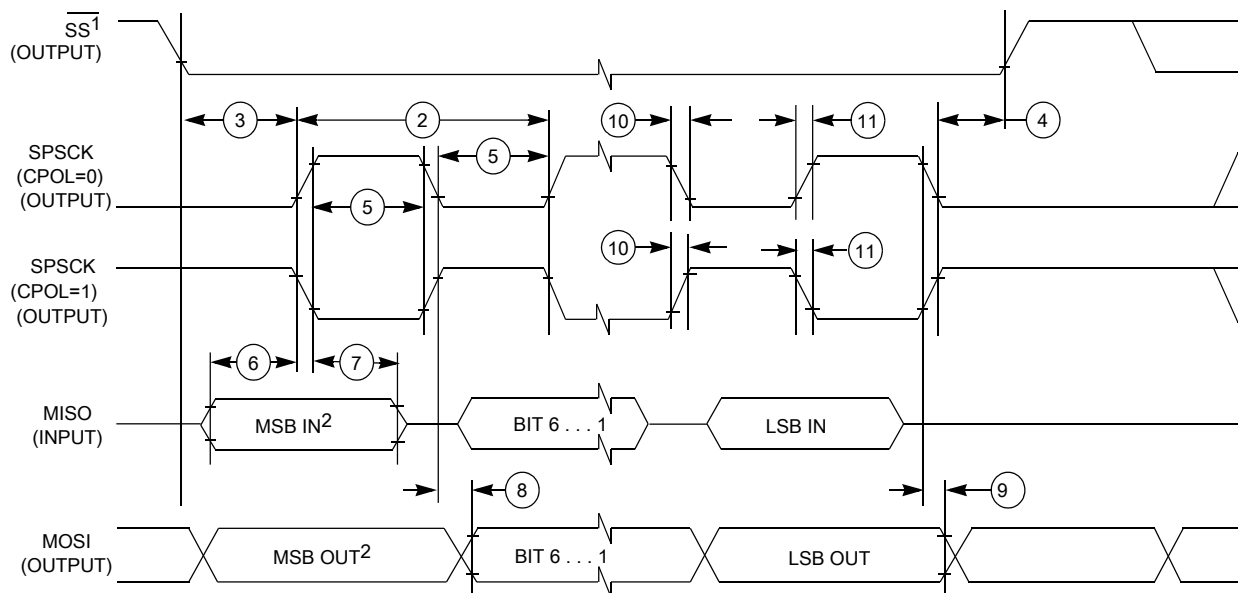 SS¹
(OUTPUT)
3
2
10
11
4
SPSCK
(CPOL=0)
(OUTPUT)
5
5
SPSCK
(CPOL=1)
(OUTPUT)
10
11
6
7
MISO
(INPUT)
MSB IN²
BIT 6 . . . 1
LSB IN
8
9
MOSI
(OUTPUT)
MSB OUT²
BIT 6 . . . 1
LSB OUT